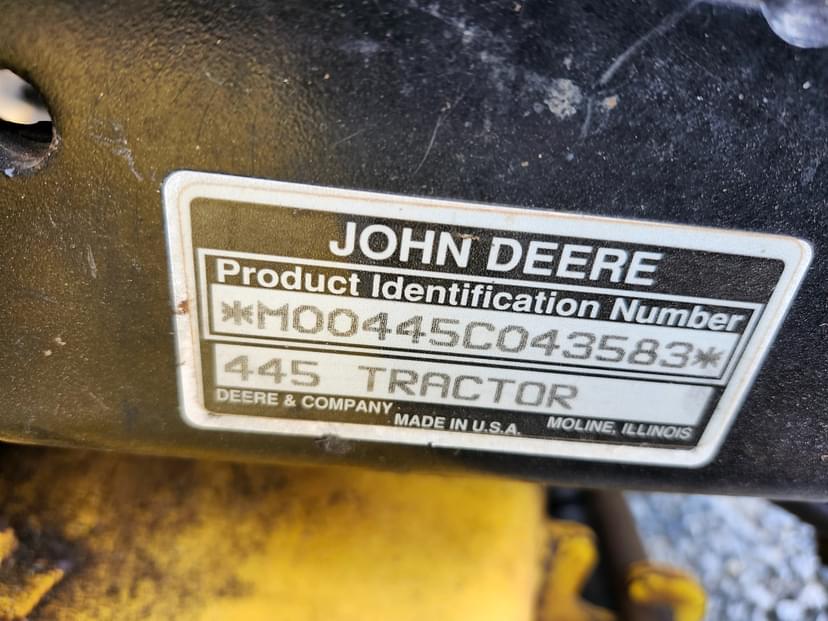 JOHN DEERE
Product Identification Number
*M00445C043583*
445 TRACTOR
DEERE & COMPANY MADE IN U.S.A. MOLINE, ILLINOIS